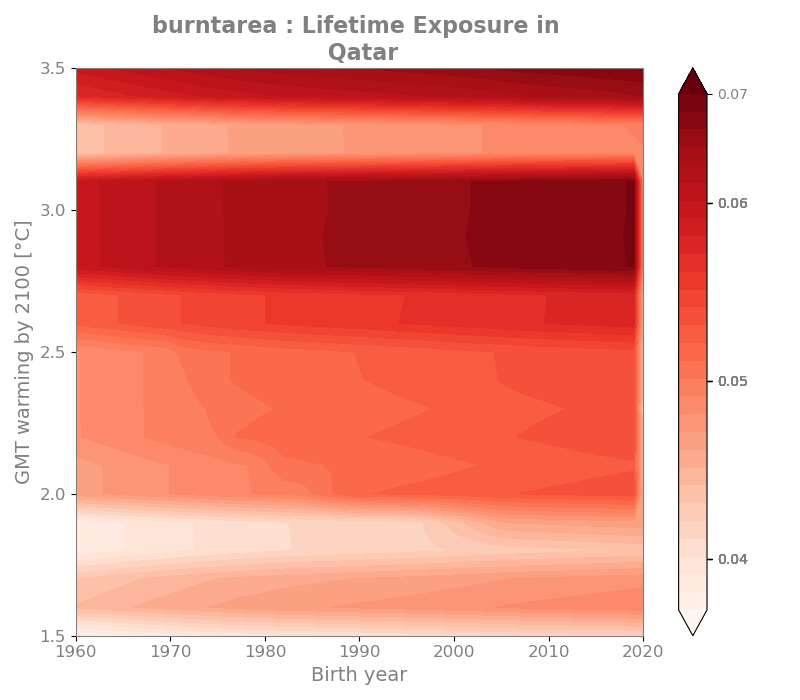 burntarea : Lifetime Exposure in
Qatar
3.5
3.0
2.5
2.0
1.5
GMT warming by 2100 [°C]
1960 1970 1980 1990 2000 2010 2020
Birth year
0.07
0.06
0.05
0.04